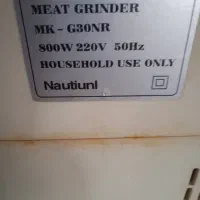 MEAT GRINDER
MK - G30NR
800W 220V 50Hz
HOUSEHOLD USE ONLY
Nautiunl